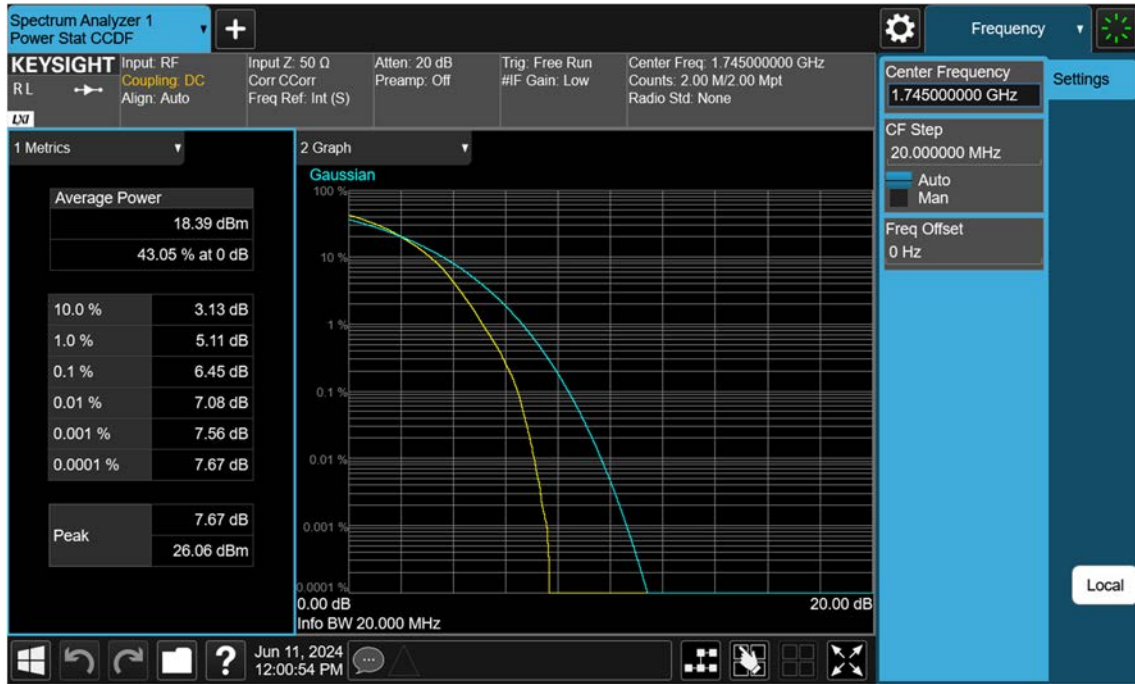 Spectrum Analyzer 1
Power Stat CCDF
+
Frequency
KEYSIGHT
RL
LXI
Input: RF
Coupling: DC
Align: Auto
Input Z: 50 Ω
Corr CCorr
Freq Ref: Int (S)
Atten: 20 dB
Preamp: Off
Trig: Free Run
#IF Gain: Low
Center Freq: 1.745000000 GHz
Counts: 2.00 M/2.00 Mpt
Radio Std: None
Center Frequency
1.745000000 GHz
Settings
CF Step
20.000000 MHz
Auto
Man
Freq Offset
0 Hz
Local
1 Metrics
Average Power
18.39 dBm
43.05 % at 0 dB
10.0 % 3.13 dB
1.0 % 5.11 dB
0.1 % 6.45 dB
0.01 % 7.08 dB
0.001 % 7.56 dB
0.0001 % 7.67 dB
Peak
7.67 dB
26.06 dBm
2 Graph
Gaussian
100 %
10 %
1 %
0.1 %
0.01 %
0.001 %
0.0001 %
0.00 dB 20.00 dB
Info BW 20.000 MHz
?
Jun 11, 2024
12:00:54 PM